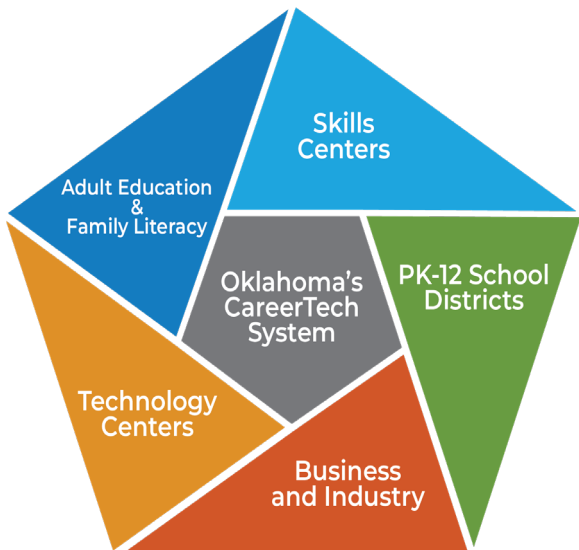 Skills
Centers
Adult Education
&
Family Literacy
Oklahoma's
CareerTech
System
PK-12 School
Districts
Technology
Centers
Business
and Industry